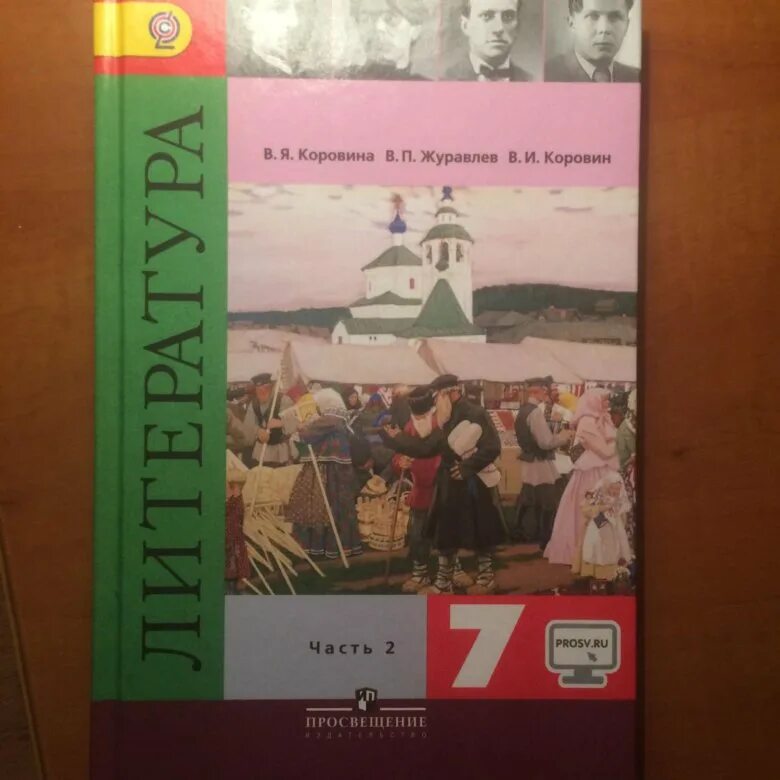 В. Я. Коровина В. П. Журавлев В. И. Коровин
ЛИТЕРАТУРА
Часть 2
7
PROSV.RU
ПРОСВЕЩЕНИЕ
ИЗДАТЕЛЬСТВО